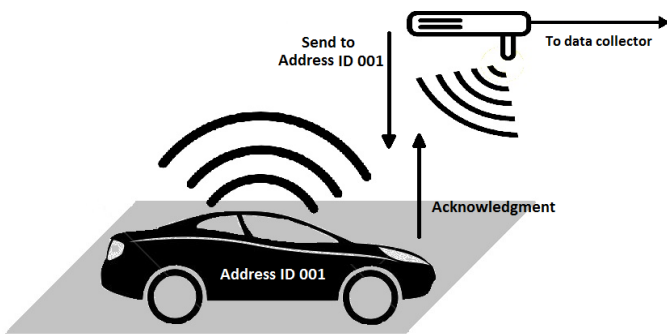 Send to
Address ID 001
To data collector
Acknowledgment
Address ID 001